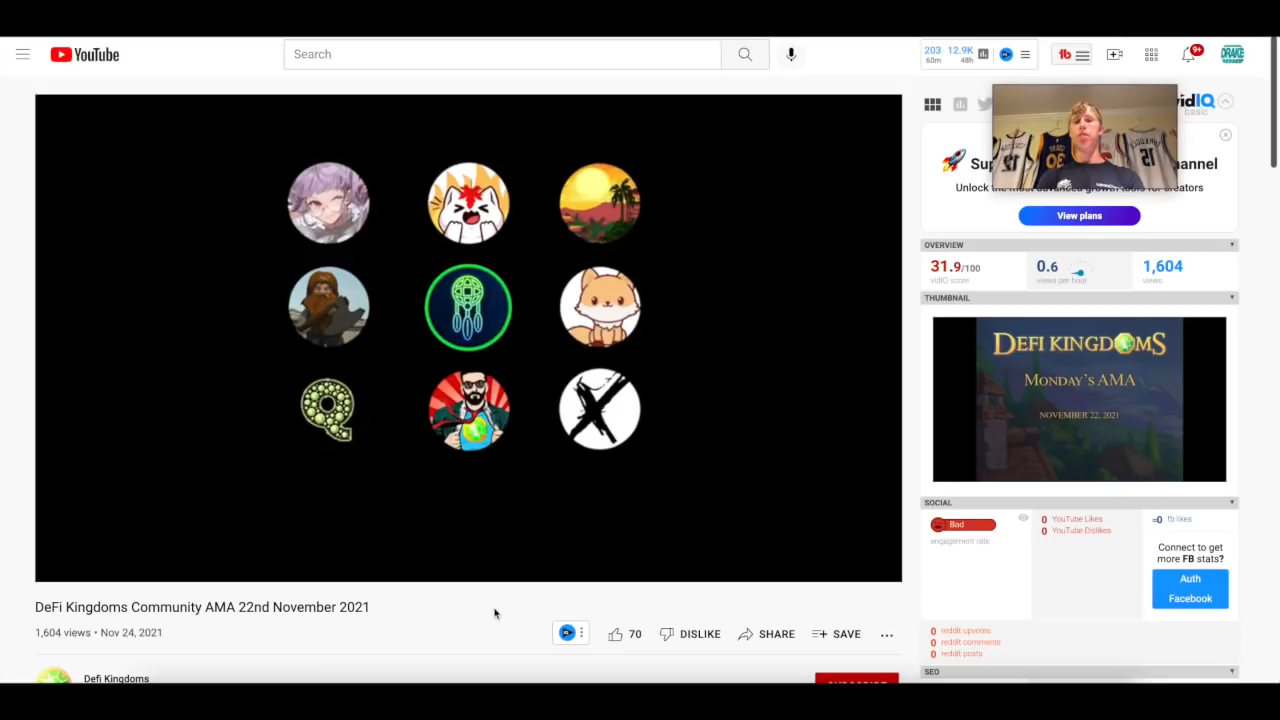 YouTube
Search
203 12.9K
60m 48h
9+
DRAKE
vidIQ
basic
Channel
Unlock the most advanced growth tools for creators
View plans
OVERVIEW
31.9/100
vidIQ score
0.6
views per hour
1,604
views
THUMBNAIL
DEFI KINGDOMS
MONDAY'S AMA
NOVEMBER 22, 2021
SOCIAL
Bad
engagement rate
0 YouTube Likes
0 YouTube Dislikes
0 fb likes
Connect to get
more FB stats?
Auth
Facebook
0 reddit upvotes
0 reddit comments
0 reddit posts
SEO
DeFi Kingdoms Community AMA 22nd November 2021
1,604 views • Nov 24, 2021
70
DISLIKE
SHARE
SAVE
Defi Kingdoms